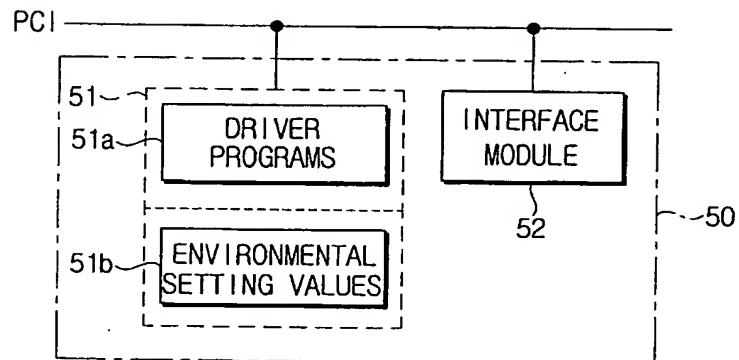 PCI
51
51a
DRIVER
PROGRAMS
INTERFACE
MODULE
52
50
51b
ENVIRONMENTAL
SETTING VALUES